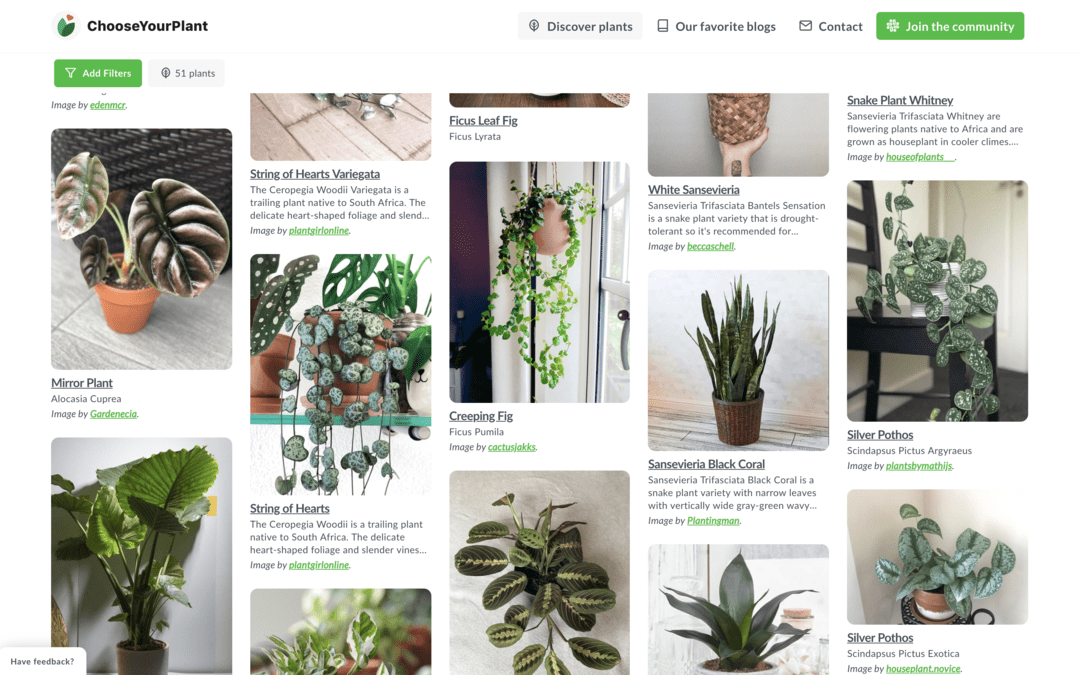 ChooseYourPlant
Discover plants
Our favorite blogs
Contact
Join the community
Add Filters
51 plants
Image by edenmcr.
Mirror Plant
Alocasia Cuprea
Image by Gardenecia.
String of Hearts Variegata
The Ceropegia Woodii Variegata is a
trailing plant native to South Africa. The
delicate heart-shaped foliage and slend...
Image by plantgirlonline.
String of Hearts
The Ceropegia Woodii is a trailing plant
native to South Africa. The delicate
heart-shaped foliage and slender vines...
Image by plantgirlonline.
Ficus Leaf Fig
Ficus Lyrata
Creeping Fig
Ficus Pumila
Image by cactusjakks.
White Sansevieria
Sansevieria Trifasciata Bantels Sensation
is a snake plant variety that is drought-
tolerant so it's recommended for...
Image by beccaschell.
Sansevieria Black Coral
Sansevieria Trifasciata Black Coral is a
snake plant variety with narrow leaves
with vertically wide gray-green wavy...
Image by Plantingman.
Snake Plant Whitney
Sansevieria Trifasciata Whitney are
flowering plants native to Africa and are
grown as houseplant in cooler climes....
Image by houseofplants__.
Silver Pothos
Scindapsus Pictus Argyraeus
Image by plantsbymathijs.
Silver Pothos
Scindapsus Pictus Exotica
Image by houseplant.novice.
Have feedback?